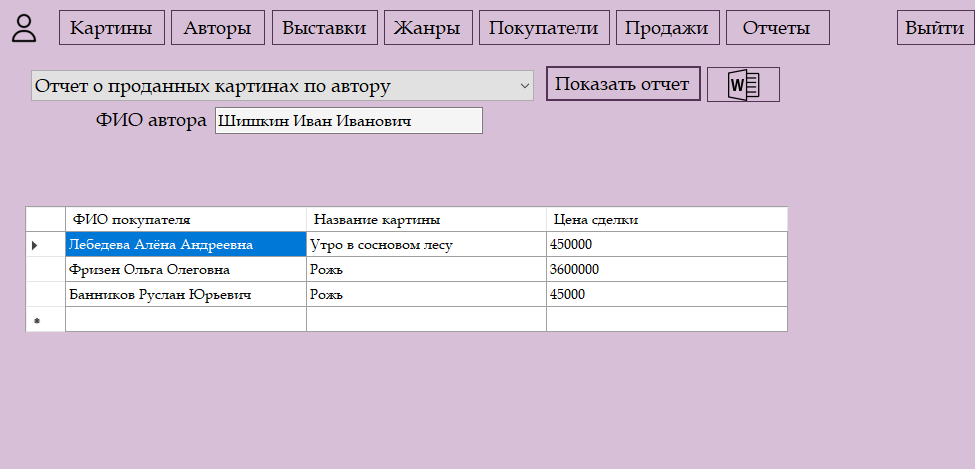 Картины Авторы Выставки Жанры Покупатели Продажи Отчеты Выйти
Отчет о проданных картинах по автору Показать отчет W
ФИО автора Шишкин Иван Иванович
ФИО покупателя Название картины Цена сделки
Лебедева Алёна Андреевна Утро в сосновом лесу 450000
Фризен Ольга Олеговна Рожь 3600000
Банников Руслан Юрьевич Рожь 45000